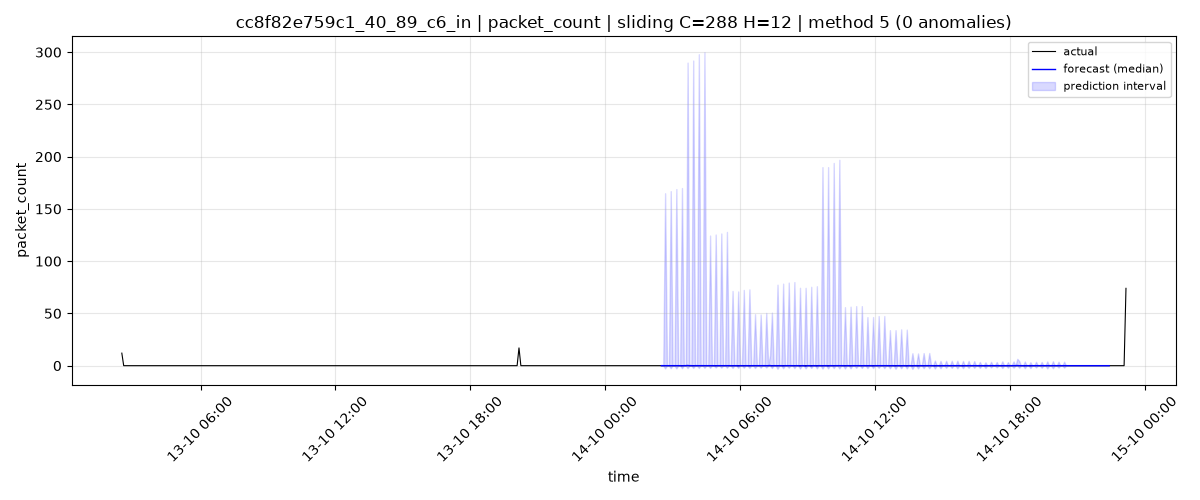 cc8f82e759c1_40_89_c6_in | packet_count | sliding C=288 H=12 | method 5 (0 anomalies)
actual
forecast (median)
prediction interval
packet_count
300
250
200
150
100
50
0
13-10 06:00
13-10 12:00
13-10 18:00
14-10 00:00
14-10 06:00
14-10 12:00
14-10 18:00
15-10 00:00
time